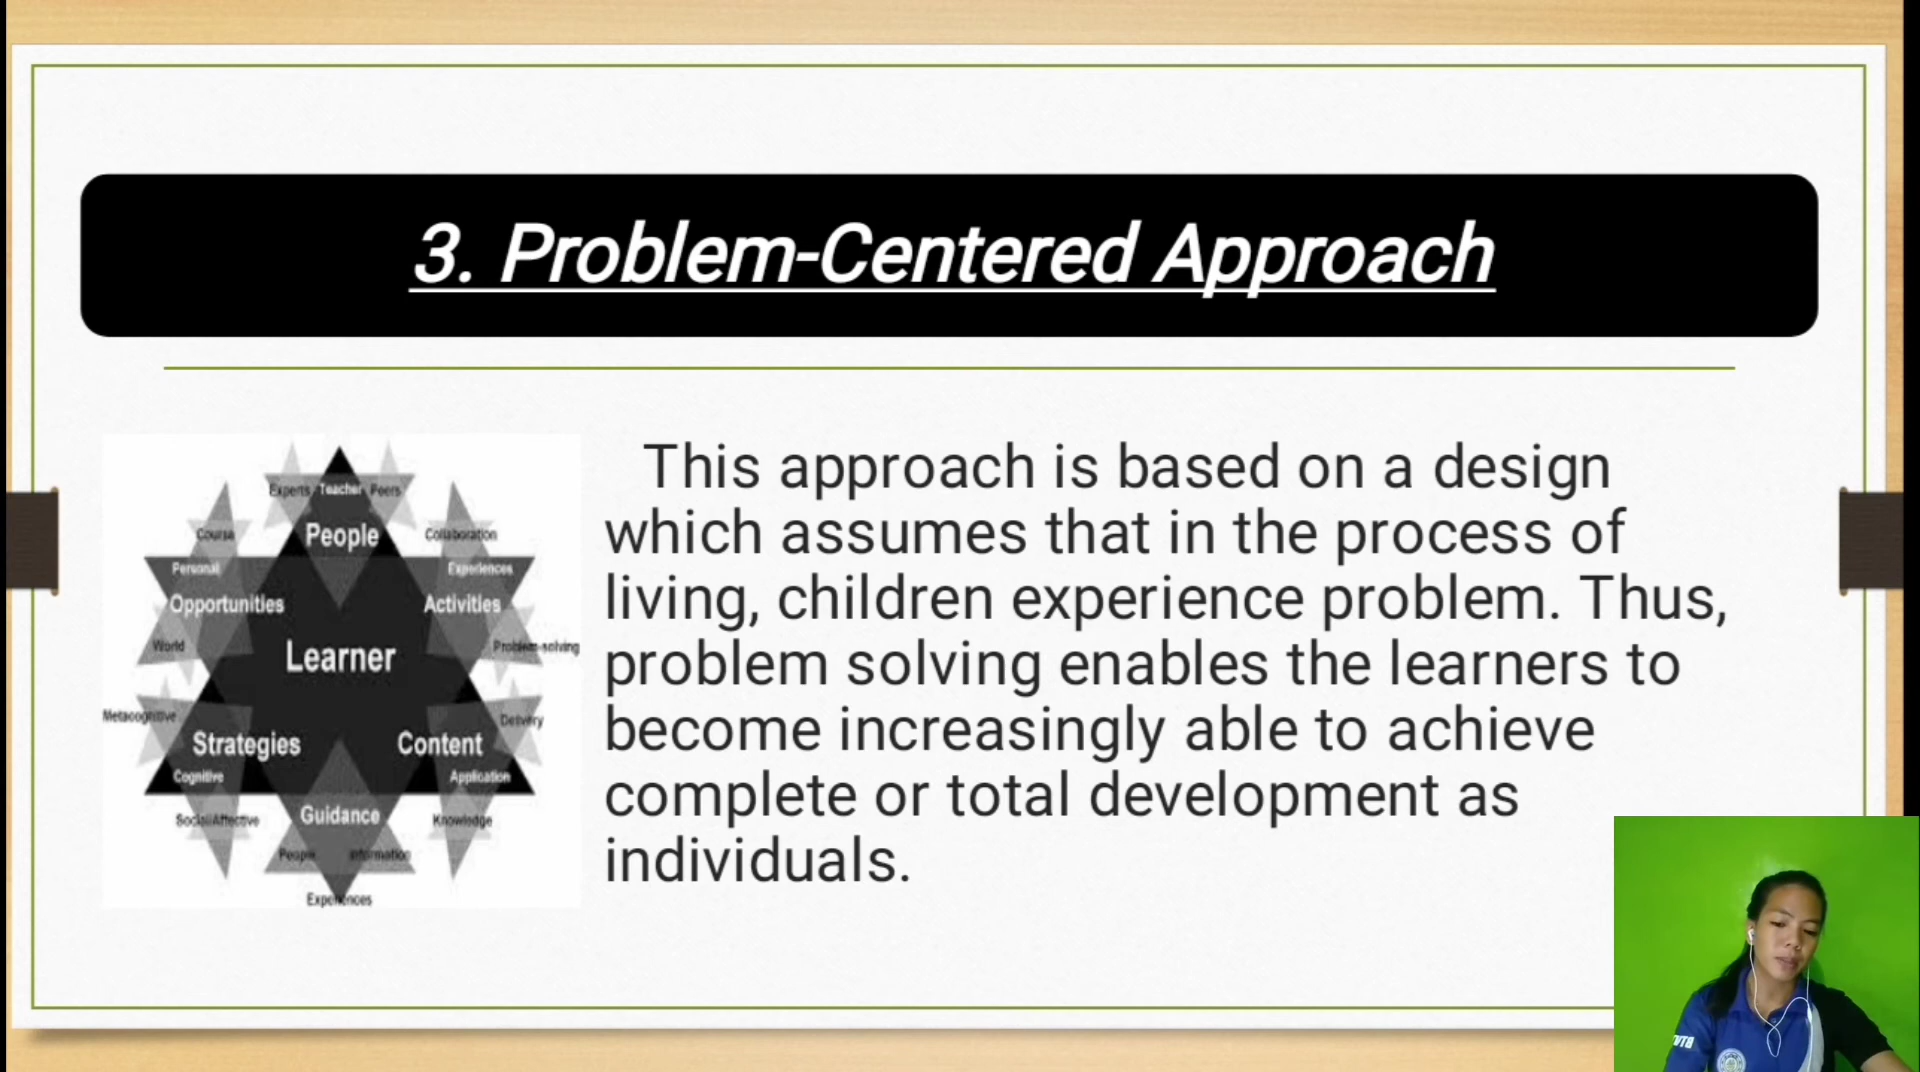 3. Problem-Centered Approach
Experts Teacher Peers
People
Course
Collaboration
Personal
Experiences
Opportunities
Activities
World
Problem-solving
Learner
Metacognitive
Delivery
Strategies
Content
Cognitive
Application
Guidance
Social/Affective
Knowledge
People
Information
Experiences
This approach is based on a design
which assumes that in the process of
living, children experience problem. Thus,
problem solving enables the learners to
become increasingly able to achieve
complete or total development as
individuals.